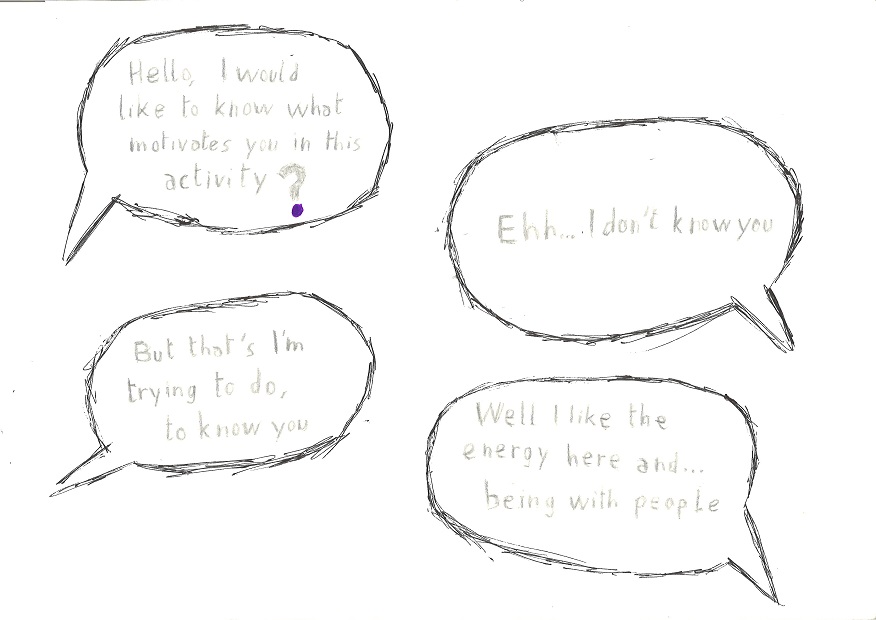 Hello, I would
like to know what
motivates you in this
activity ?
Ehh... I don't know you
But that's I'm
trying to do,
to know you
Well I like the
energy here and...
being with people